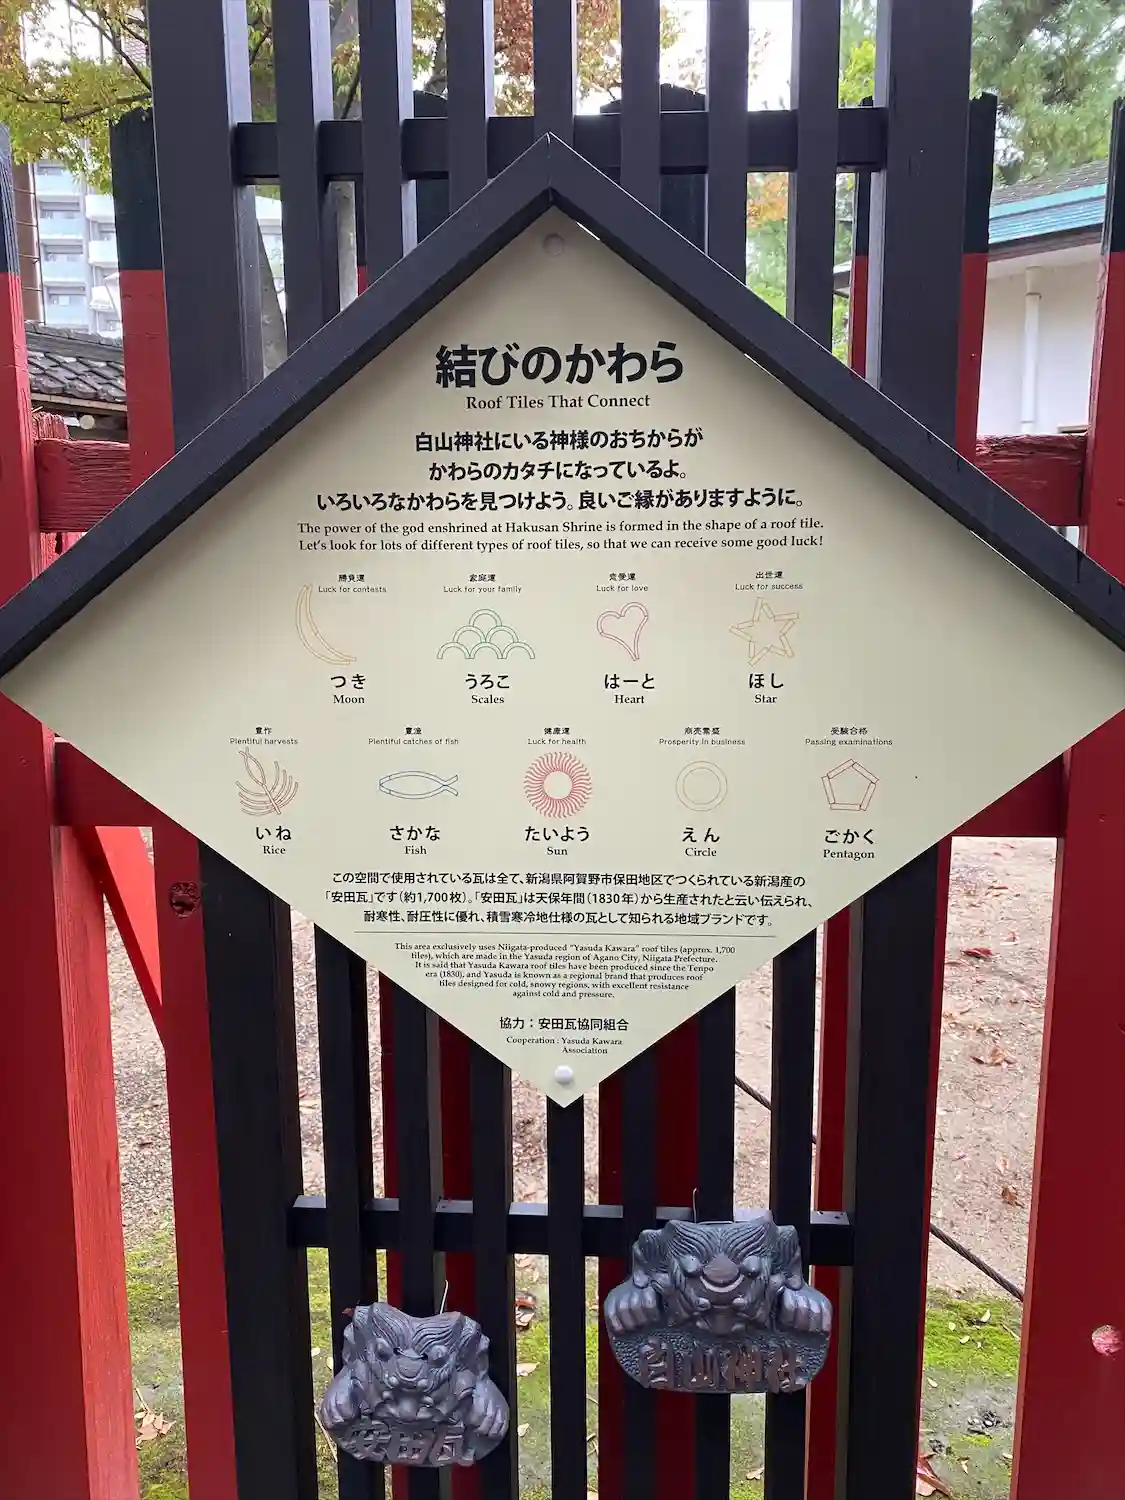 結びのかわら
Roof Tiles That Connect
白山神社にいる神様のおちからが
かわらのカタチになっているよ。
いろいろなかわらを見つけよう。良いご縁がありますように。
The power of the god enshrined at Hakusan Shrine is formed in the shape of a roof tile.
Let's look for lots of different types of roof tiles, so that we can receive some good luck!
勝負運
Luck for contests
つき
Moon
家庭運
Luck for your family
うろこ
Scales
恋愛運
Luck for love
はーと
Heart
出世運
Luck for success
ほし
Star
豊作
Plentiful harvests
いね
Rice
豊漁
Plentiful catches of fish
さかな
Fish
健康運
Luck for health
たいよう
Sun
商売繁盛
Prosperity in business
えん
Circle
受験合格
Passing examinations
ごかく
Pentagon
この空間で使用されている瓦は全て、新潟県阿賀野市保田地区でつくられている新潟産の
「安田瓦」です（約1,700枚）。「安田瓦」は天保年間（1830年）から生産されたと云い伝えられ、
耐寒性、耐圧性に優れ、積雪寒冷地仕様の瓦として知られる地域ブランドです。
This area exclusively uses Niigata-produced "Yasuda Kawara" roof tiles (approx. 1,700
tiles), which are made in the Yasuda region of Agano City, Niigata Prefecture.
It is said that Yasuda Kawara roof tiles have been produced since the Tenpo
era (1830), and Yasuda is known as a regional brand that produces roof
tiles designed for cold, snowy regions, with excellent resistance
against cold and pressure.
協力：安田瓦協同組合
Cooperation : Yasuda Kawara
Association
白山神社
安田瓦